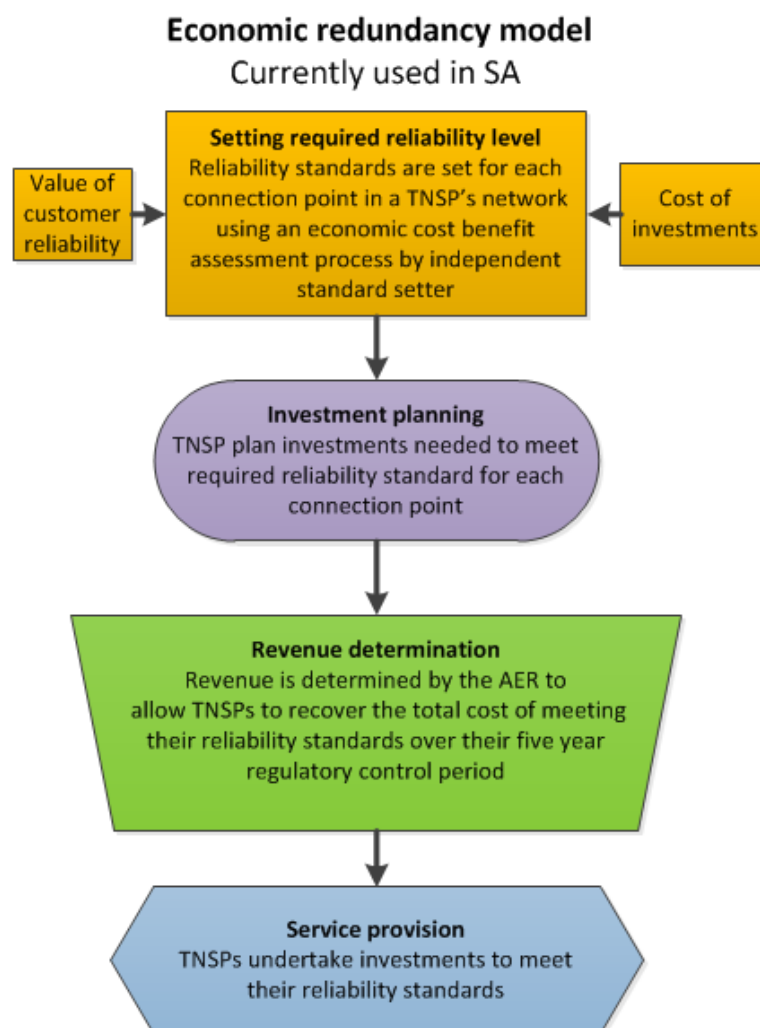 Economic redundancy model
Currently used in SA
Setting required reliability level
Reliability standards are set for each
connection point in a TNSP's network
using an economic cost benefit
assessment process by independent
standard setter
Value of
customer
reliability
Cost of
investments
Investment planning
TNSP plan investments needed to meet
required reliability standard for each
connection point
Revenue determination
Revenue is determined by the AER to
allow TNSPs to recover the total cost of meeting
their reliability standards over their five year
regulatory control period
Service provision
TNSPs undertake investments to meet
their reliability standards